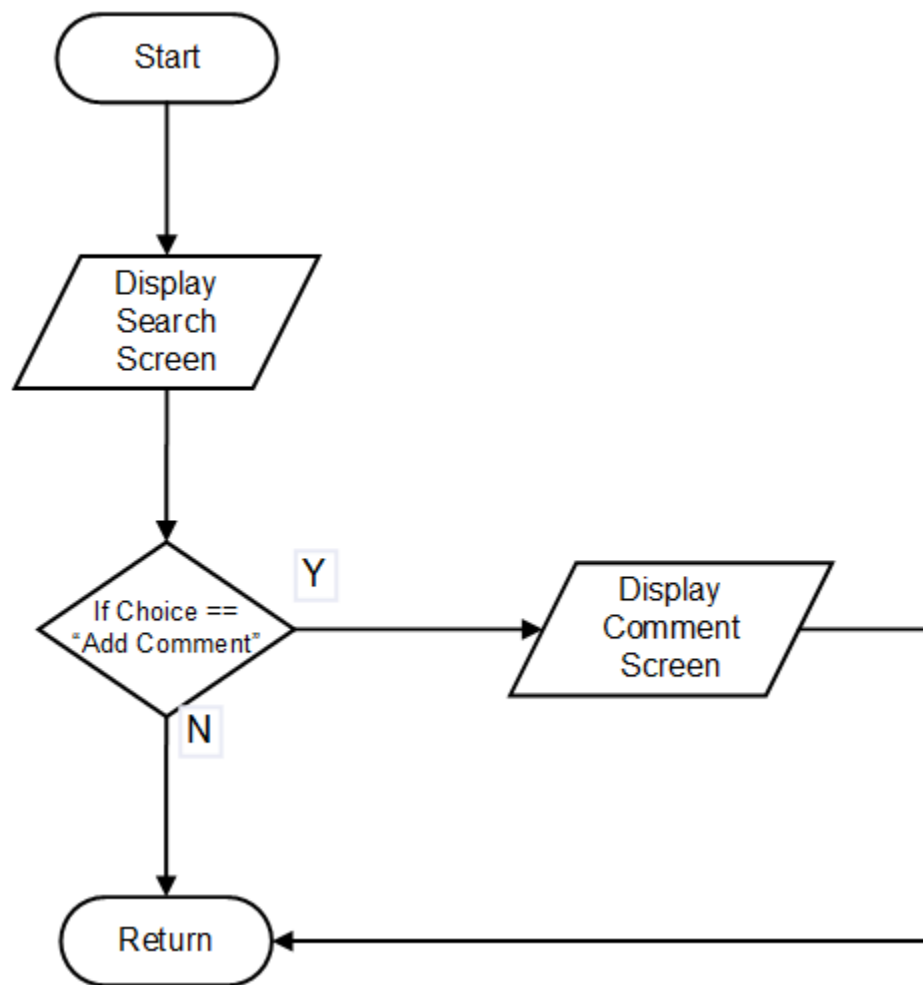 Start
Display
Search
Screen
If Choice ==
“Add Comment”
Y
Display
Comment
Screen
N
Return